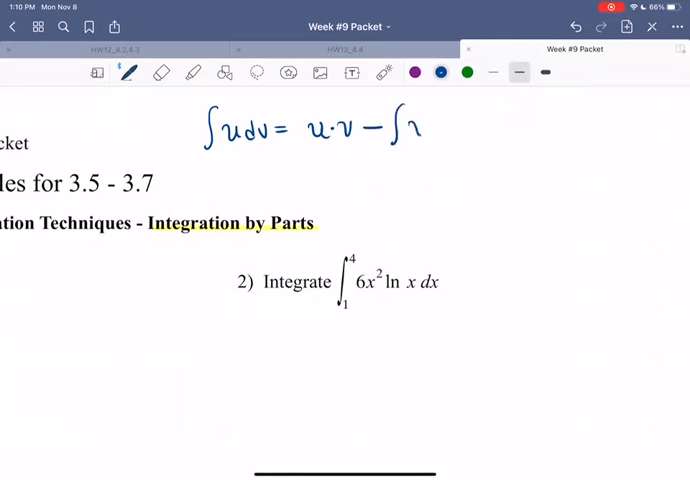 1:10 PM Mon Nov 8
66%
Week #9 Packet
HW12_4.2,4.3
HW13_4.4
Week #9 Packet
∫ u dv = u · v − ∫
cket
les for 3.5 - 3.7
ation Techniques - Integration by Parts
2) Integrate ∫₁⁴ 6x² ln x dx